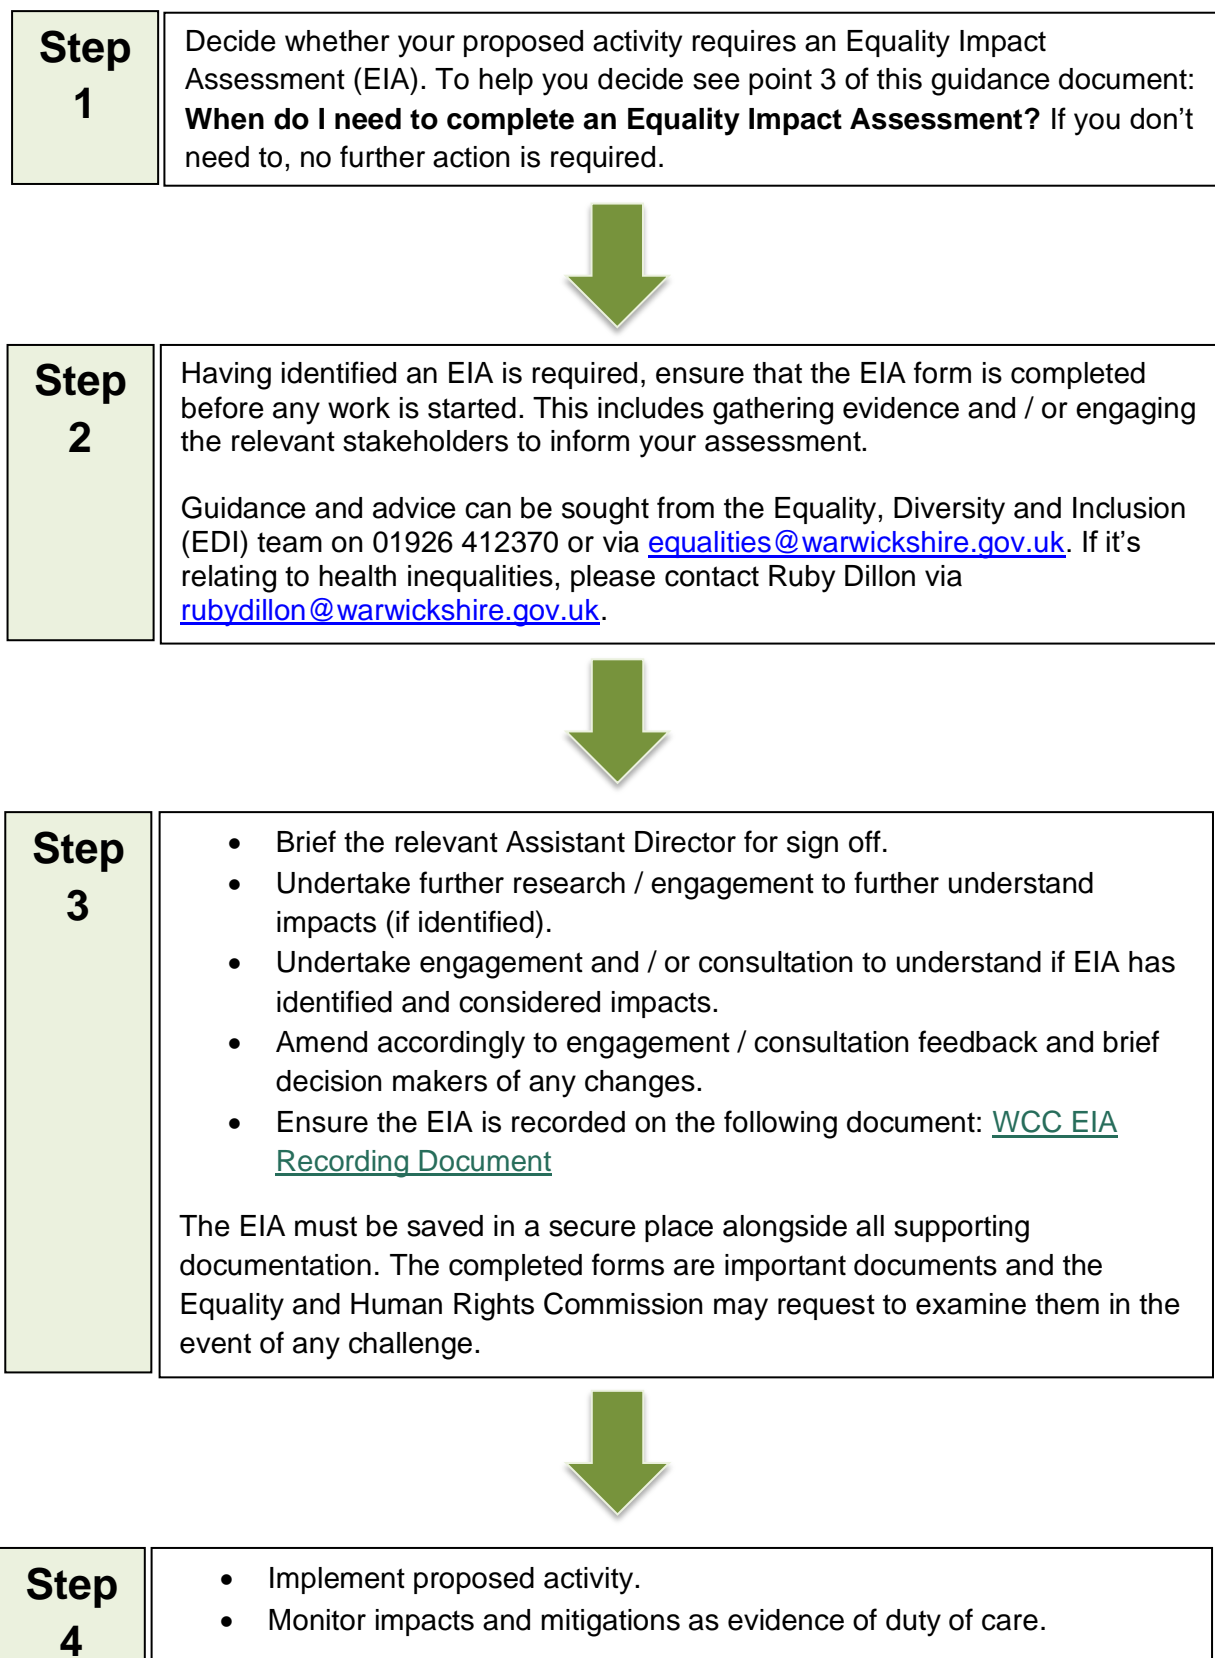 Step
1
Decide whether your proposed activity requires an Equality Impact
Assessment (EIA). To help you decide see point 3 of this guidance document:
When do I need to complete an Equality Impact Assessment? If you don’t
need to, no further action is required.
Step
2
Having identified an EIA is required, ensure that the EIA form is completed
before any work is started. This includes gathering evidence and / or engaging
the relevant stakeholders to inform your assessment.
Guidance and advice can be sought from the Equality, Diversity and Inclusion
(EDI) team on 01926 412370 or via equalities@warwickshire.gov.uk. If it’s
relating to health inequalities, please contact Ruby Dillon via
rubydillon@warwickshire.gov.uk.
Step
3
• Brief the relevant Assistant Director for sign off.
• Undertake further research / engagement to further understand
impacts (if identified).
• Undertake engagement and / or consultation to understand if EIA has
identified and considered impacts.
• Amend accordingly to engagement / consultation feedback and brief
decision makers of any changes.
• Ensure the EIA is recorded on the following document: WCC EIA
Recording Document
The EIA must be saved in a secure place alongside all supporting
documentation. The completed forms are important documents and the
Equality and Human Rights Commission may request to examine them in the
event of any challenge.
Step
4
• Implement proposed activity.
• Monitor impacts and mitigations as evidence of duty of care.